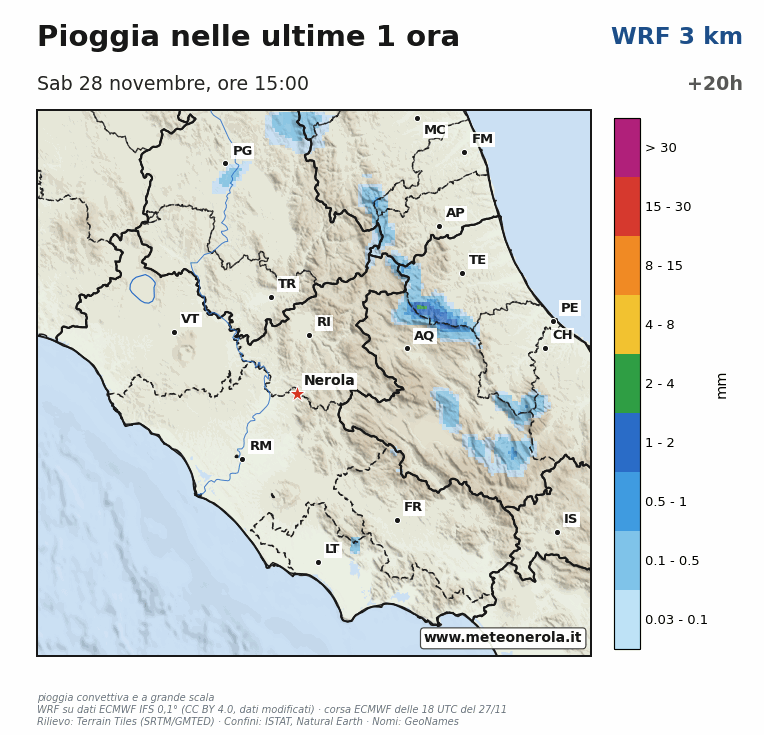 Pioggia nelle ultime 1 ora
WRF 3 km
Sab 28 novembre, ore 15:00
+20h
MC
FM
PG
AP
TE
TR
PE
VT
RI
AQ
CH
Nerola
RM
FR
IS
LT
www.meteonerola.it
> 30
15 - 30
8 - 15
4 - 8
2 - 4
1 - 2
0.5 - 1
0.1 - 0.5
0.03 - 0.1
mm
pioggia convettiva e a grande scala
WRF su dati ECMWF IFS 0,1° (CC BY 4.0, dati modificati) · corsa ECMWF delle 18 UTC del 27/11
Rilievo: Terrain Tiles (SRTM/GMTED) · Confini: ISTAT, Natural Earth · Nomi: GeoNames